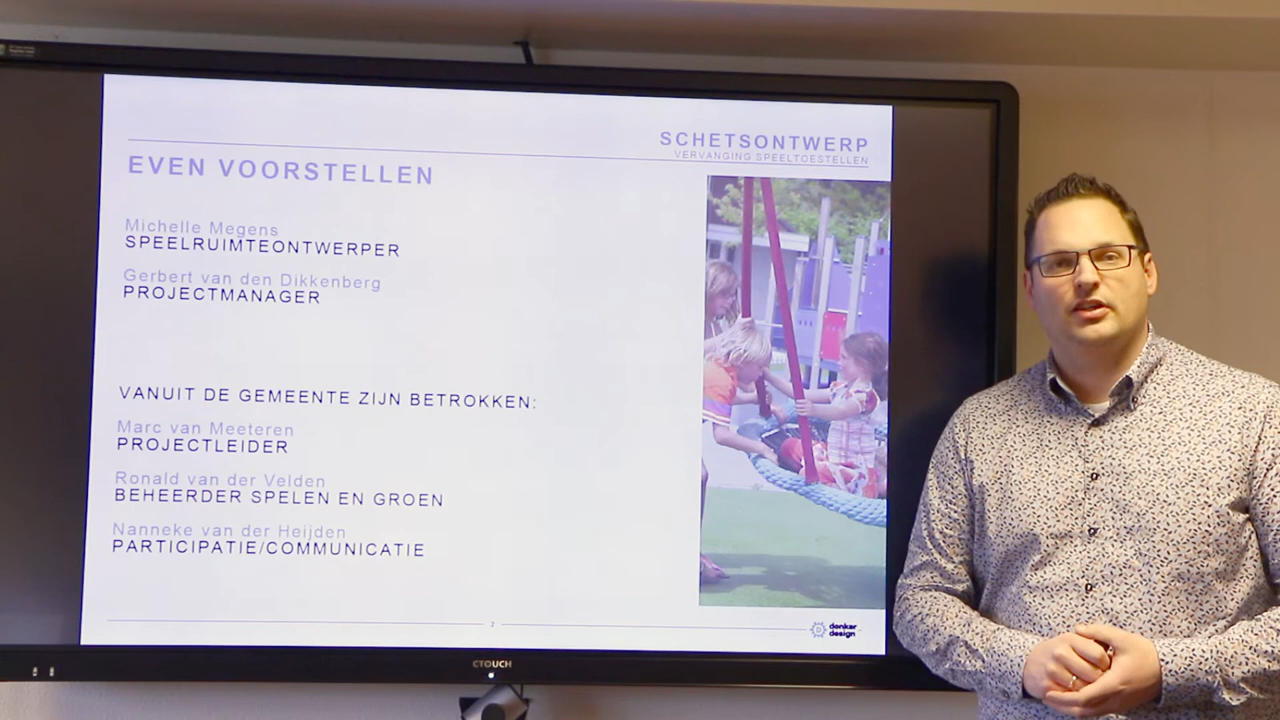 SCHETSONTWERP
VERVANGING SPEELTOESTELLEN
EVEN VOORSTELLEN
Michelle Megens
SPEELRUIMTEONTWERPER
Gerbert van den Dikkenberg
PROJECTMANAGER
VANUIT DE GEMEENTE ZIJN BETROKKEN:
Marc van Meeteren
PROJECTLEIDER
Ronald van der Velden
BEHEERDER SPELEN EN GROEN
Nanneke van der Heijden
PARTICIPATIE/COMMUNICATIE
2
donker
design
CTOUCH